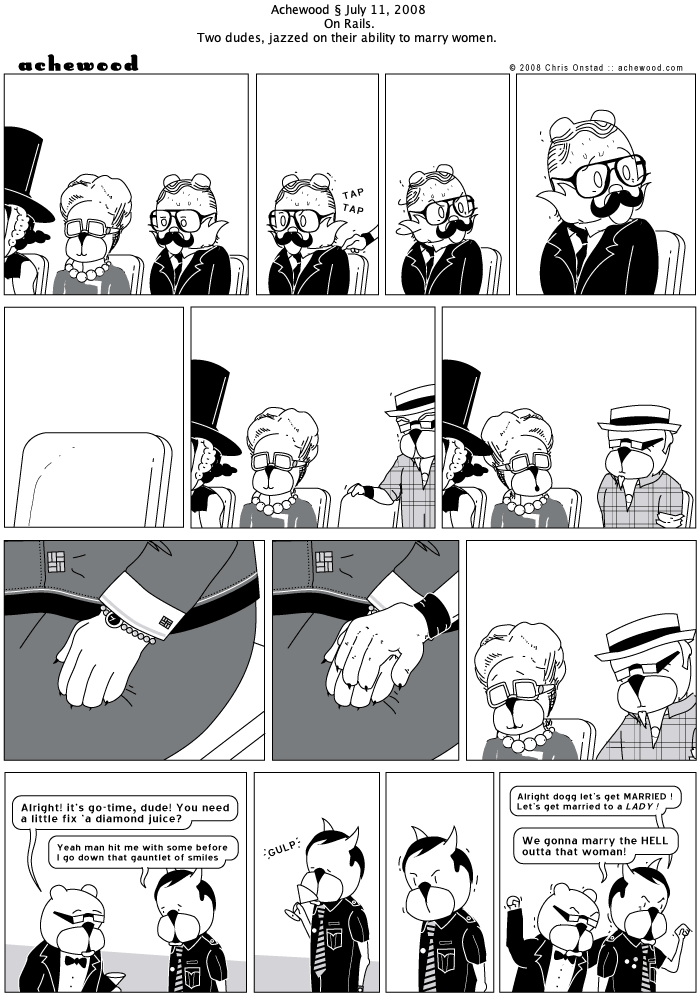 Achewood § July 11, 2008
On Rails.
Two dudes, jazzed on their ability to marry women.
achewood
© 2008 Chris Onstad :: achewood.com
TAP
TAP
Alright! it's go-time, dude! You need
a little fix 'a diamond juice?
Yeah man hit me with some before
I go down that gauntlet of smiles
GULP
Alright dogg let's get MARRIED !
Let's get married to a LADY !
We gonna marry the HELL
outta that woman!